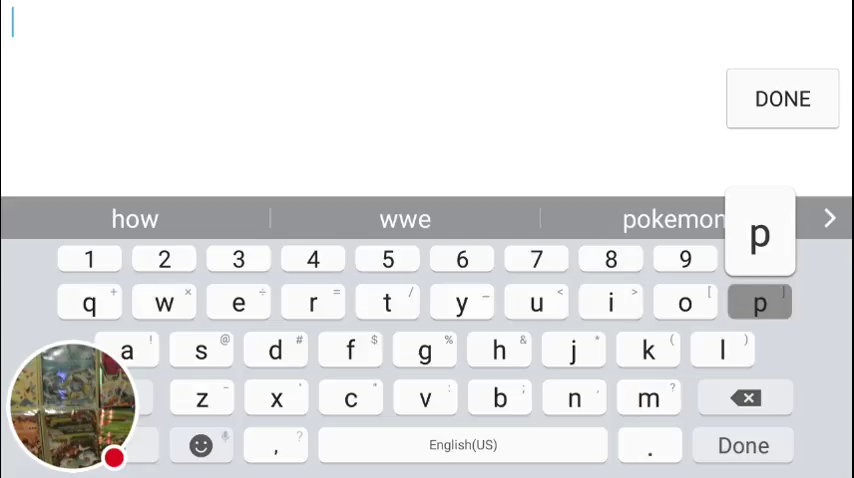 DONE
how wwe pokemon p
1 2 3 4 5 6 7 8 9
q + w × e ÷ r = t / y _ u < i > o [ p ]
a ! s @ d # f $ g % h & j * k ( l )
z - x ' c " v : b ; n , m ?
, ? English(US) . Done